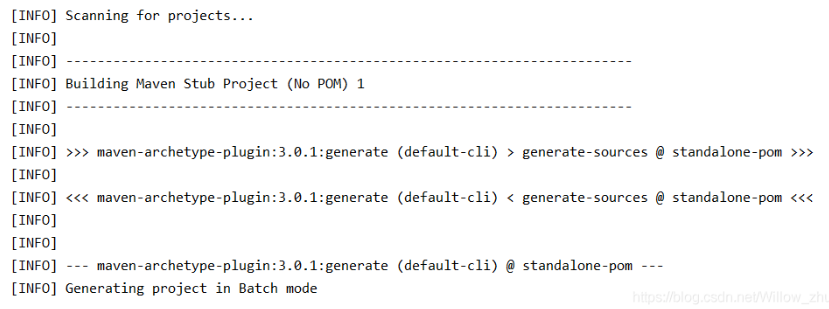 [INFO] Scanning for projects...
[INFO]
[INFO] ------------------------------------------------------------------------
[INFO] Building Maven Stub Project (No POM) 1
[INFO] ------------------------------------------------------------------------
[INFO]
[INFO] >>> maven-archetype-plugin:3.0.1:generate (default-cli) > generate-sources @ standalone-pom >>>
[INFO]
[INFO] <<< maven-archetype-plugin:3.0.1:generate (default-cli) < generate-sources @ standalone-pom <<<
[INFO]
[INFO]
[INFO] --- maven-archetype-plugin:3.0.1:generate (default-cli) @ standalone-pom ---
[INFO] Generating project in Batch mode
https://blog.csdn.net/Willow_zhu